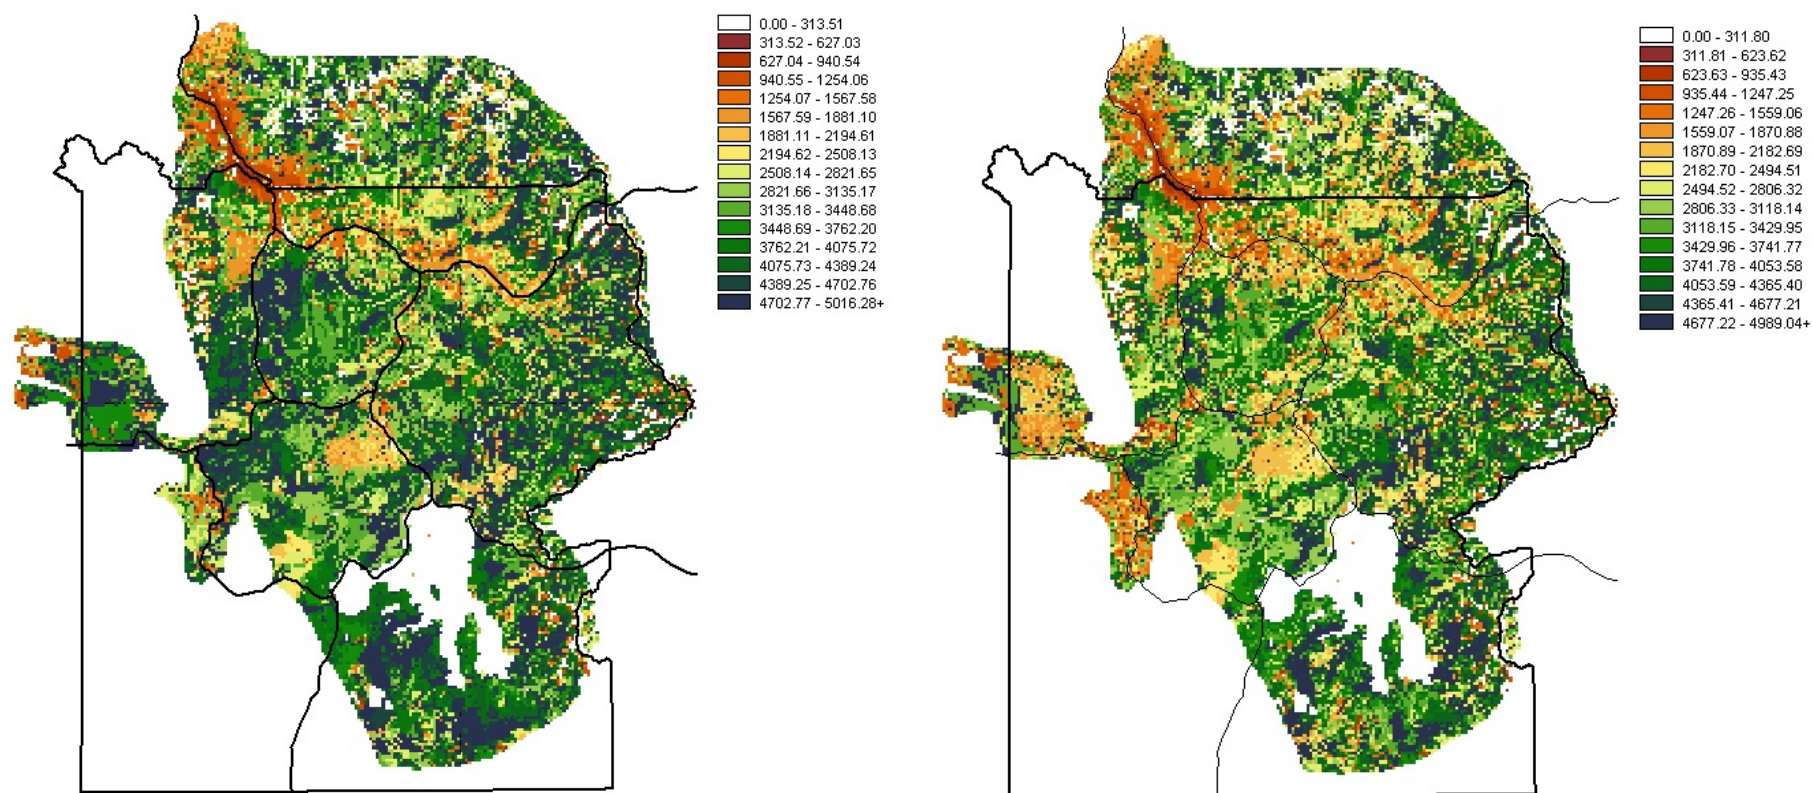 0.00 - 313.51
313.52 - 627.03
627.04 - 940.54
940.55 - 1254.06
1254.07 - 1567.58
1567.59 - 1881.10
1881.11 - 2194.61
2194.62 - 2508.13
2508.14 - 2821.65
2821.66 - 3135.17
3135.18 - 3448.68
3448.69 - 3762.20
3762.21 - 4075.72
4075.73 - 4389.24
4389.25 - 4702.76
4702.77 - 5016.28+
0.00 - 311.80
311.81 - 623.62
623.63 - 935.43
935.44 - 1247.25
1247.26 - 1559.06
1559.07 - 1870.88
1870.89 - 2182.69
2182.70 - 2494.51
2494.52 - 2806.32
2806.33 - 3118.14
3118.15 - 3429.95
3429.96 - 3741.77
3741.78 - 4053.58
4053.59 - 4365.40
4365.41 - 4677.21
4677.22 - 4989.04+